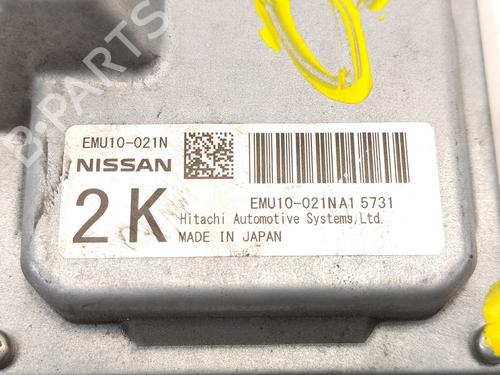 EMU10-021N
NISSAN
2K
EMU10-021NA1 5731
Hitachi Automotive Systems,Ltd.
MADE IN JAPAN
B-PARTS